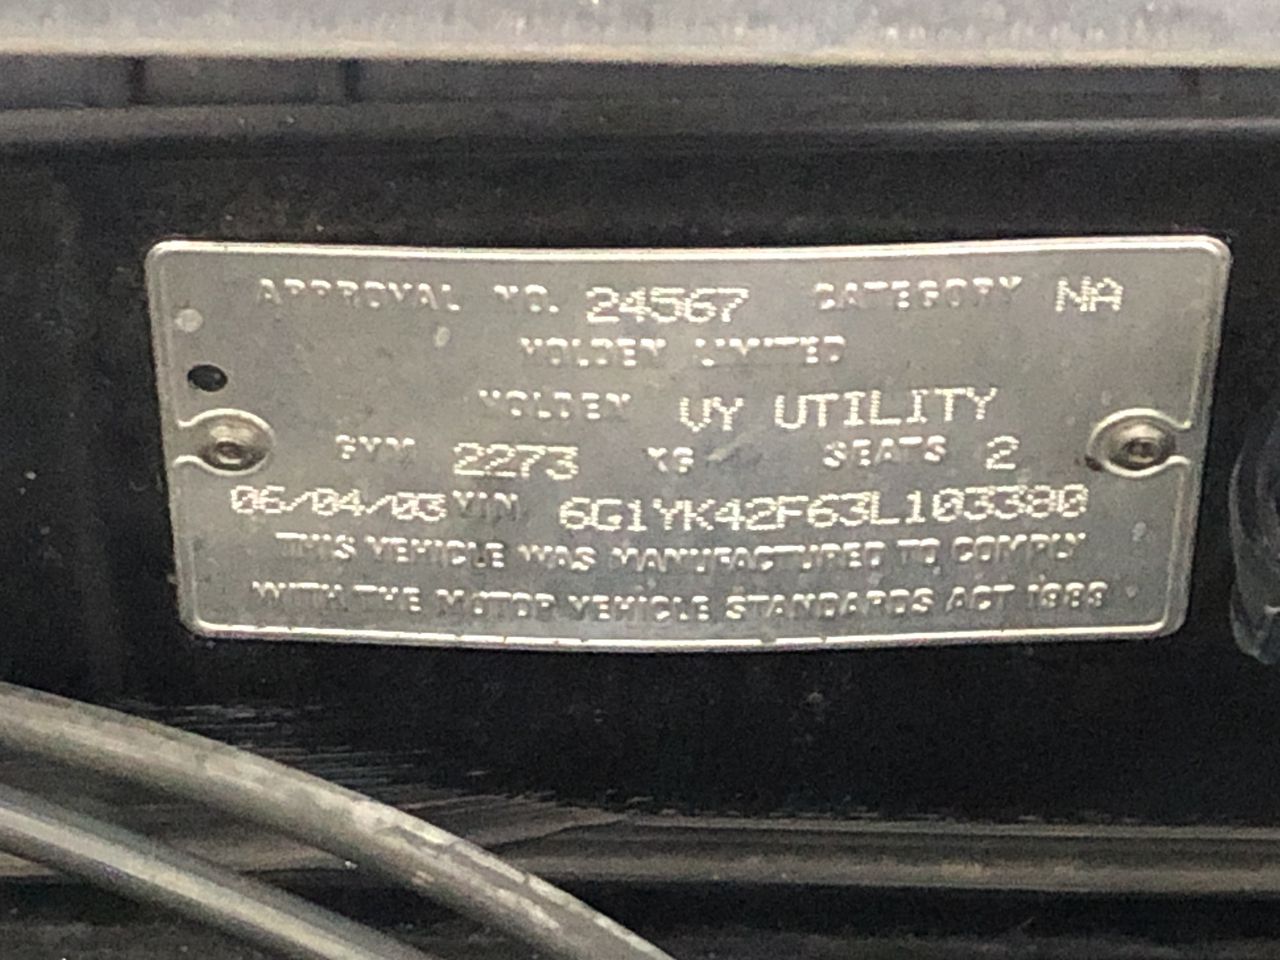 APPROVAL NO. 24567 CATEGORY NA
HOLDEN LIMITED
HOLDEN VY UTILITY
GVM 2273 KG SEATS 2
06/04/03 VIN 6G1YK42F63L103380
THIS VEHICLE WAS MANUFACTURED TO COMPLY
WITH THE MOTOR VEHICLE STANDARDS ACT 1989